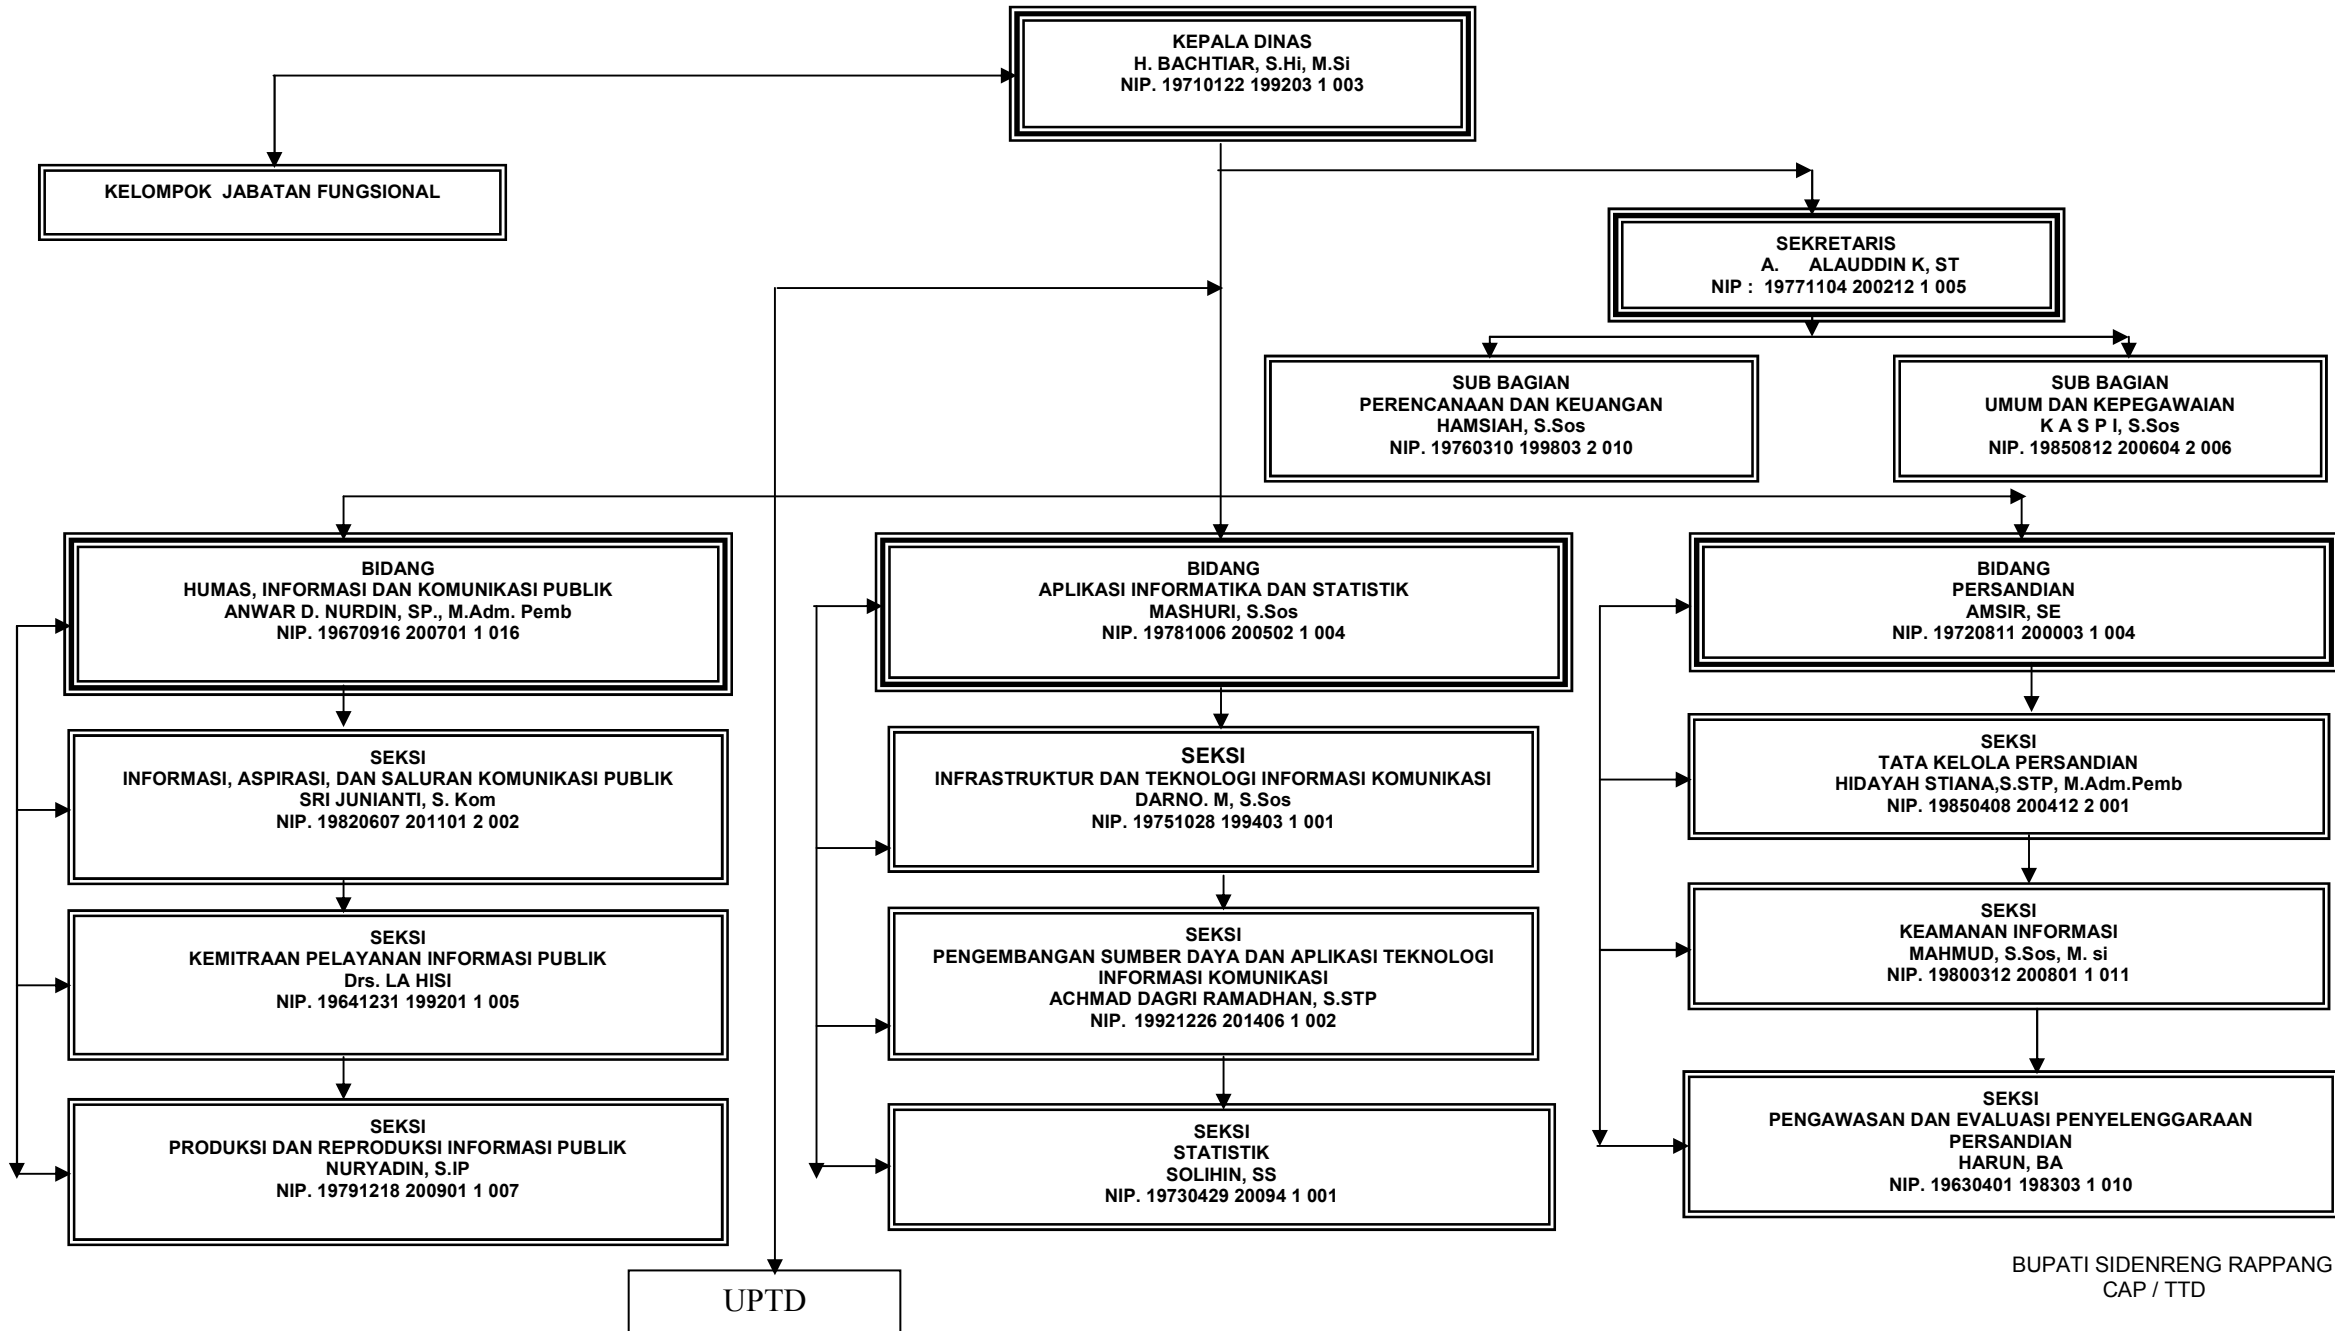 KEPALA DINAS
H. BACHTIAR, S.Hi, M.Si
NIP. 19710122 199203 1 003
KELOMPOK JABATAN FUNGSIONAL
SEKRETARIS
A. ALAUDDIN K, ST
NIP : 19771104 200212 1 005
SUB BAGIAN
PERENCANAAN DAN KEUANGAN
HAMSIAH, S.Sos
NIP. 19760310 199803 2 010
SUB BAGIAN
UMUM DAN KEPEGAWAIAN
K A S P I, S.Sos
NIP. 19850812 200604 2 006
BIDANG
HUMAS, INFORMASI DAN KOMUNIKASI PUBLIK
ANWAR D. NURDIN, SP., M.Adm. Pemb
NIP. 19670916 200701 1 016
SEKSI
INFORMASI, ASPIRASI, DAN SALURAN KOMUNIKASI PUBLIK
SRI JUNIANTI, S. Kom
NIP. 19820607 201101 2 002
SEKSI
KEMITRAAN PELAYANAN INFORMASI PUBLIK
Drs. LA HISI
NIP. 19641231 199201 1 005
SEKSI
PRODUKSI DAN REPRODUKSI INFORMASI PUBLIK
NURYADIN, S.IP
NIP. 19791218 200901 1 007
BIDANG
APLIKASI INFORMATIKA DAN STATISTIK
MASHURI, S.Sos
NIP. 19781006 200502 1 004
SEKSI
INFRASTRUKTUR DAN TEKNOLOGI INFORMASI KOMUNIKASI
DARNO. M, S.Sos
NIP. 19751028 199403 1 001
SEKSI
PENGEMBANGAN SUMBER DAYA DAN APLIKASI TEKNOLOGI
INFORMASI KOMUNIKASI
ACHMAD DAGRI RAMADHAN, S.STP
NIP. 19921226 201406 1 002
SEKSI
STATISTIK
SOLIHIN, SS
NIP. 19730429 20094 1 001
BIDANG
PERSANDIAN
AMSIR, SE
NIP. 19720811 200003 1 004
SEKSI
TATA KELOLA PERSANDIAN
HIDAYAH STIANA,S.STP, M.Adm.Pemb
NIP. 19850408 200412 2 001
SEKSI
KEAMANAN INFORMASI
MAHMUD, S.Sos, M. si
NIP. 19800312 200801 1 011
SEKSI
PENGAWASAN DAN EVALUASI PENYELENGGARAAN
PERSANDIAN
HARUN, BA
NIP. 19630401 198303 1 010
UPTD
BUPATI SIDENRENG RAPPANG
CAP / TTD